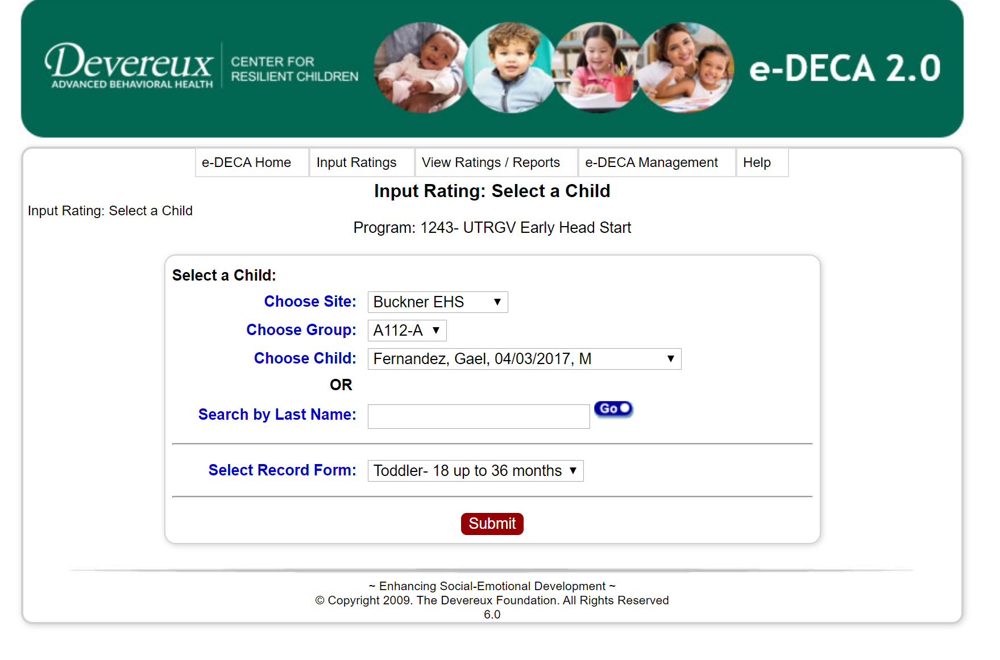 Devereux
ADVANCED BEHAVIORAL HEALTH
CENTER FOR
RESILIENT CHILDREN
e-DECA 2.0
e-DECA Home
Input Ratings
View Ratings / Reports
e-DECA Management
Help
Input Rating: Select a Child
Input Rating: Select a Child
Program: 1243- UTRGV Early Head Start
Select a Child:
Choose Site: Buckner EHS
Choose Group: A112-A
Choose Child: Fernandez, Gael, 04/03/2017, M
OR
Search by Last Name: Go
Select Record Form: Toddler- 18 up to 36 months
Submit
~ Enhancing Social-Emotional Development ~
© Copyright 2009. The Devereux Foundation. All Rights Reserved
6.0